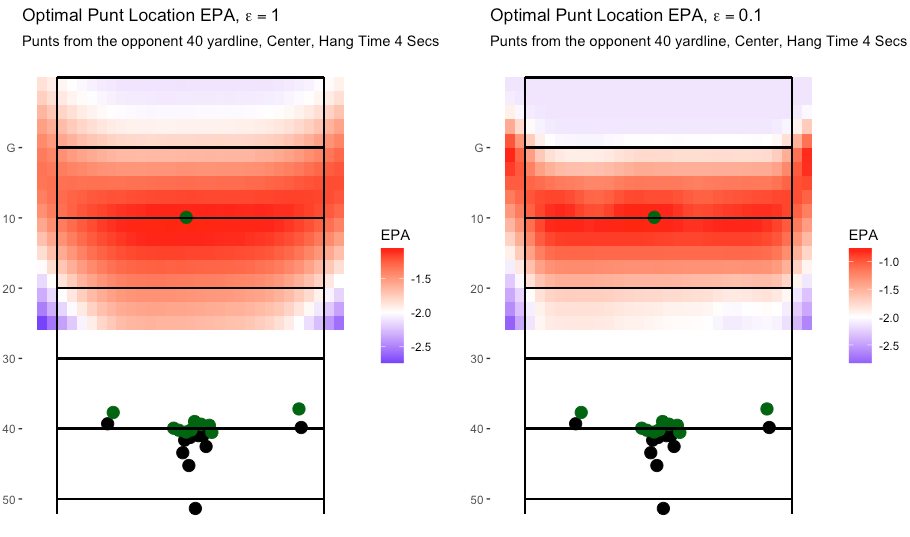 Optimal Punt Location EPA, ε = 1
Punts from the opponent 40 yardline, Center, Hang Time 4 Secs
G
10
20
30
40
50
EPA
-1.5
-2.0
-2.5
Optimal Punt Location EPA, ε = 0.1
Punts from the opponent 40 yardline, Center, Hang Time 4 Secs
G
10
20
30
40
50
EPA
-1.0
-1.5
-2.0
-2.5